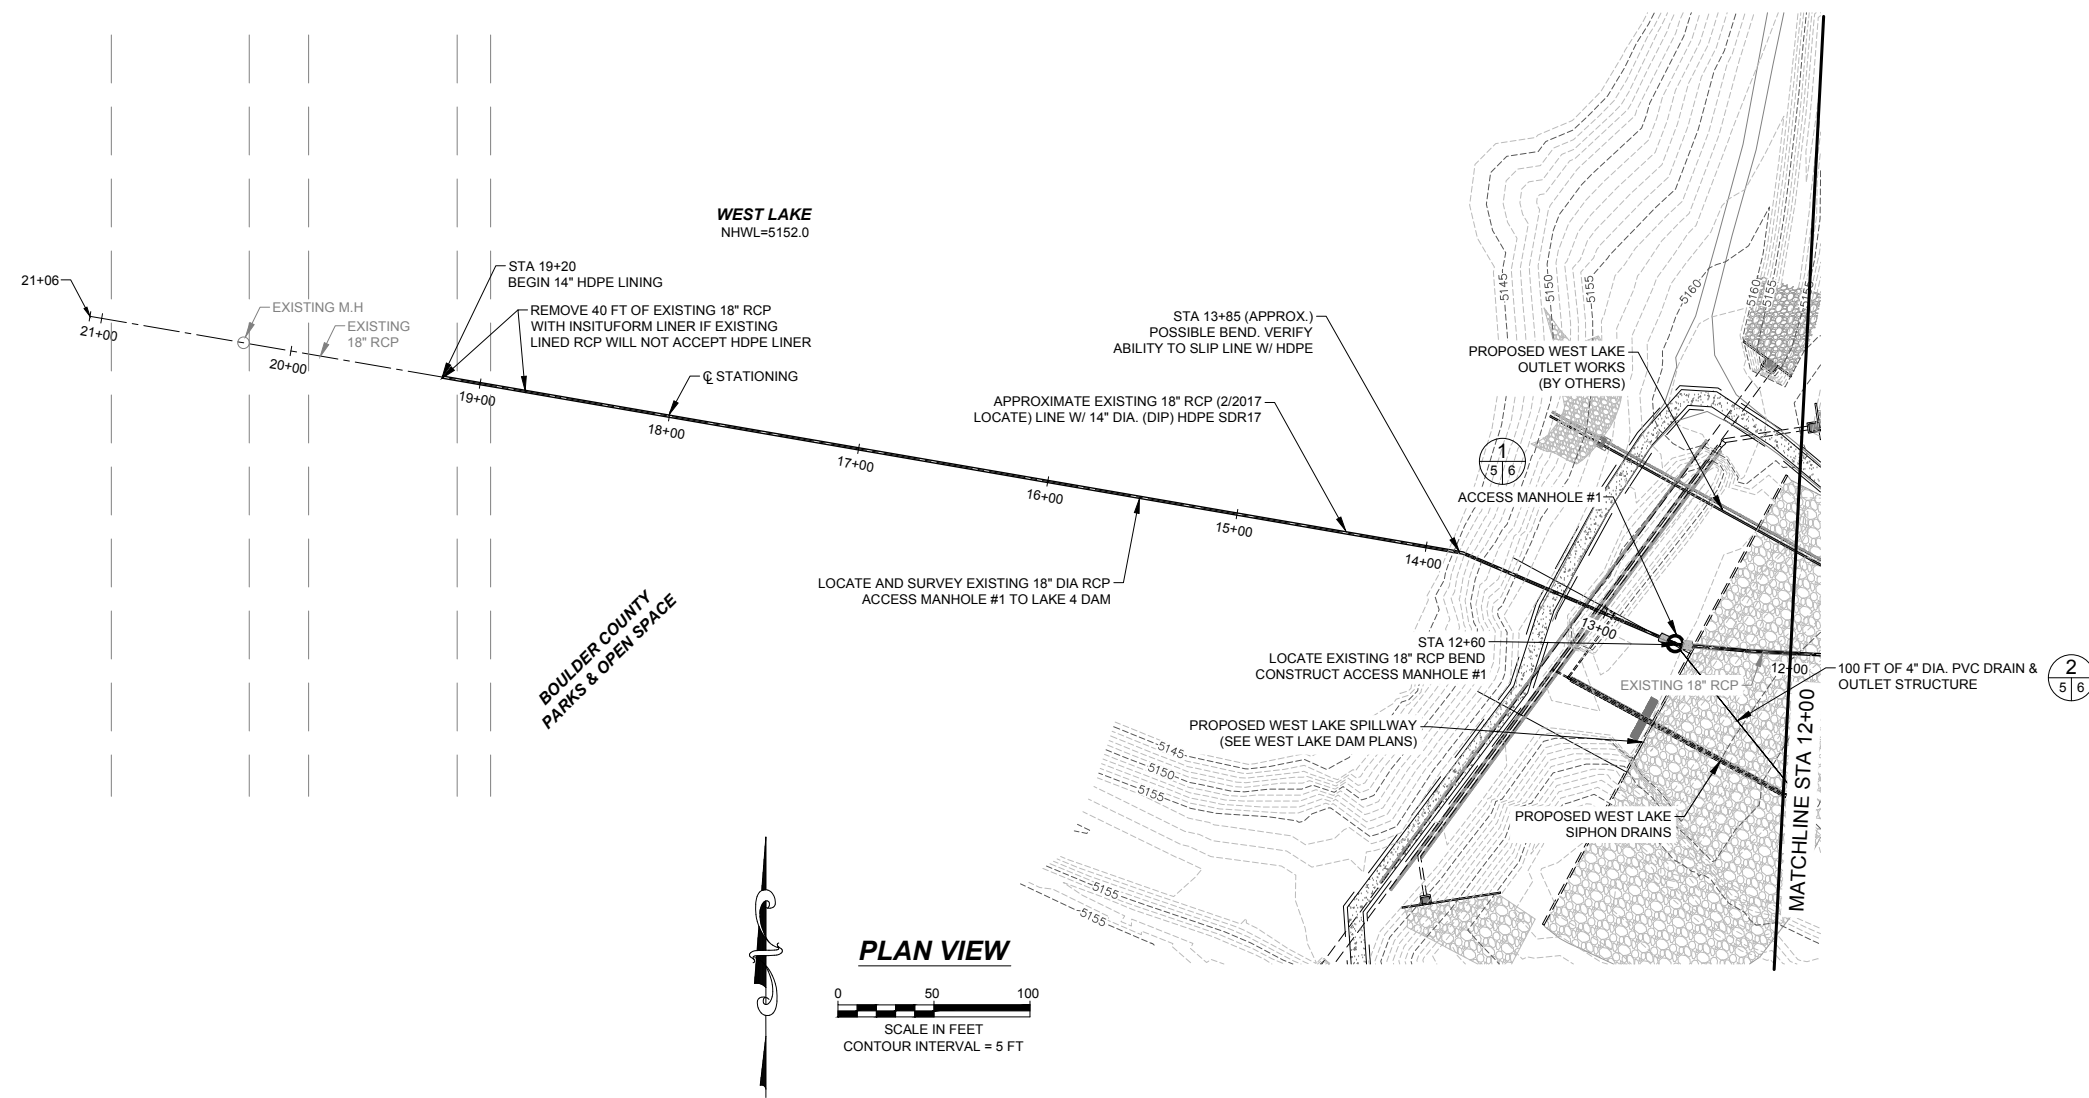 WEST LAKE
NHWL=5152.0
21+06
21+00
EXISTING M.H
20+00
EXISTING
18" RCP
STA 19+20
BEGIN 14" HDPE LINING
REMOVE 40 FT OF EXISTING 18" RCP
WITH INSITUFORM LINER IF EXISTING
LINED RCP WILL NOT ACCEPT HDPE LINER
19+00
℄ STATIONING
18+00
17+00
16+00
15+00
14+00
STA 13+85 (APPROX.)
POSSIBLE BEND. VERIFY
ABILITY TO SLIP LINE W/ HDPE
APPROXIMATE EXISTING 18" RCP (2/2017
LOCATE) LINE W/ 14" DIA. (DIP) HDPE SDR17
LOCATE AND SURVEY EXISTING 18" DIA RCP
ACCESS MANHOLE #1 TO LAKE 4 DAM
BOULDER COUNTY
PARKS & OPEN SPACE
5145
5150
5155
5160
5160
5155
5155
PROPOSED WEST LAKE
OUTLET WORKS
(BY OTHERS)
1
5 6
ACCESS MANHOLE #1
13+00
STA 12+60
LOCATE EXISTING 18" RCP BEND
CONSTRUCT ACCESS MANHOLE #1
12+00
EXISTING 18" RCP
100 FT OF 4" DIA. PVC DRAIN &
OUTLET STRUCTURE
2
5 6
PROPOSED WEST LAKE SPILLWAY
(SEE WEST LAKE DAM PLANS)
5145
5150
5155
PROPOSED WEST LAKE
SIPHON DRAINS
MATCHLINE STA 12+00
5155
5155
PLAN VIEW
0 50 100
SCALE IN FEET
CONTOUR INTERVAL = 5 FT